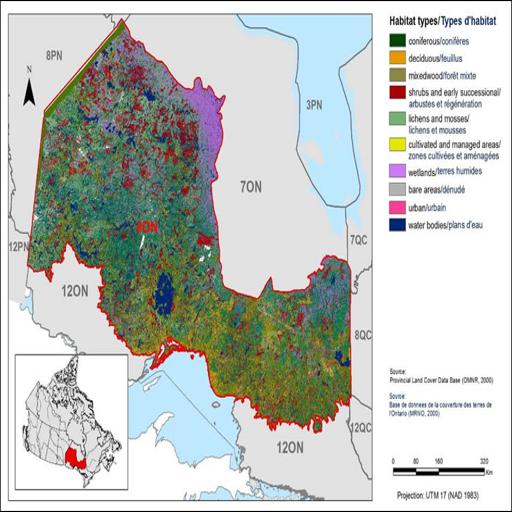 Habitat types/Types d'habitat
coniferous/conifères
deciduous/feuillus
mixedwood/forêt mixte
shrubs and early successional/
arbustes et régénération
lichens and mosses/
lichens et mousses
cultivated and managed areas/
zones cultivées et aménagées
wetlands/terres humides
bare areas/dénudé
urban/urbain
water bodies/plans d'eau
8PN
N
3PN
7ON
8ON
7QC
12PN
12ON
8QC
12QC
12ON
Source:
Provincial Land Cover Data Base (OMNR, 2000)
Source:
Base de donnees de la couverture des terres de
l'Ontario (MRNO, 2000)
0 80 160 320
Km
Projection: UTM 17 (NAD 1983)